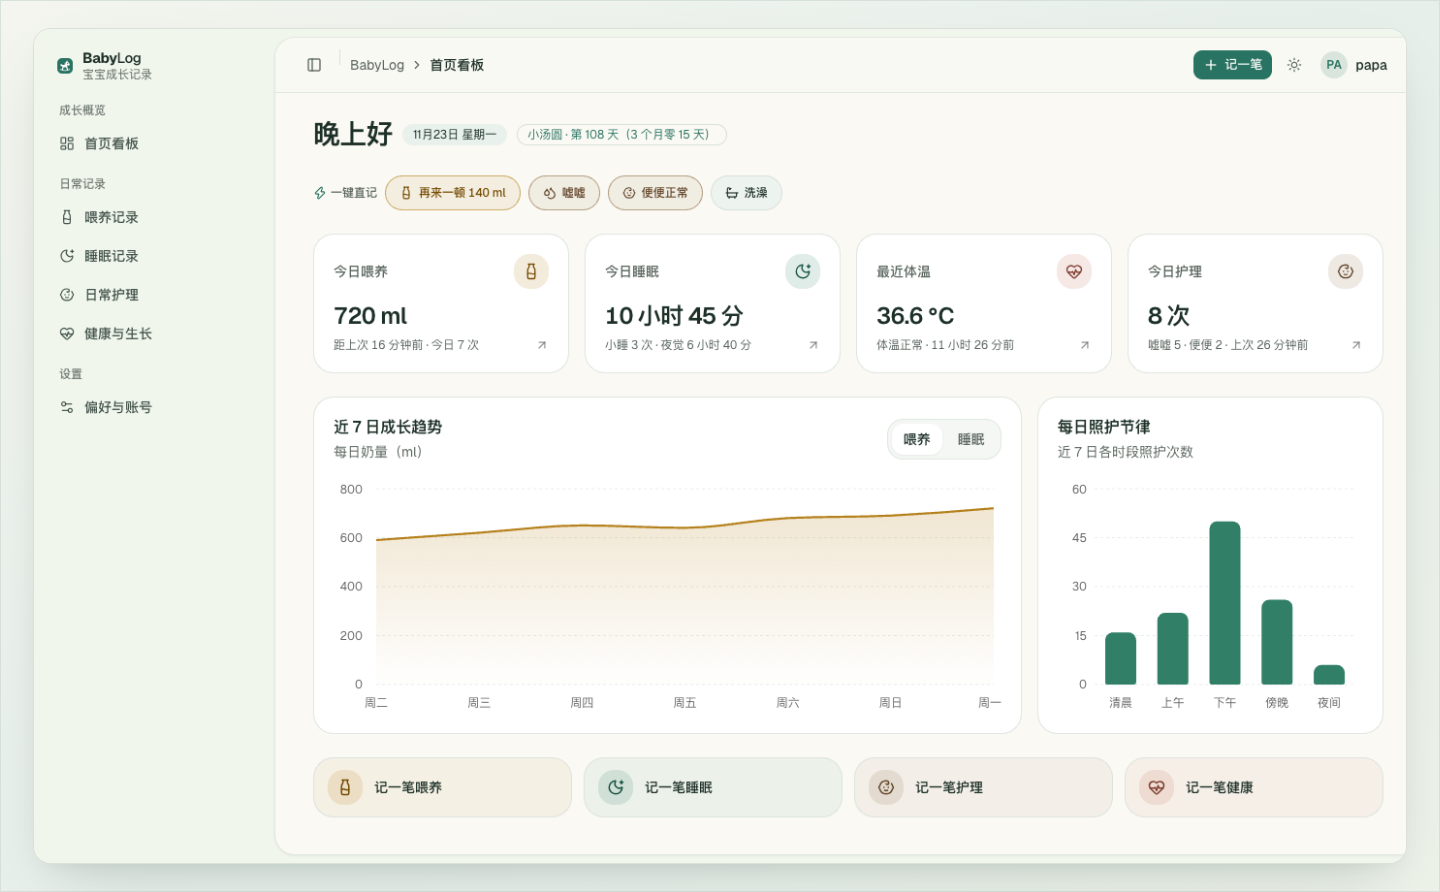 BabyLog
宝宝成长记录
成长概览
首页看板
日常记录
喂养记录
睡眠记录
日常护理
健康与生长
设置
偏好与账号
BabyLog > 首页看板
+ 记一笔
PA papa
晚上好 11月23日 星期一 小汤圆 · 第 108 天（3 个月零 15 天）
一键直记 再来一顿 140 ml 嘘嘘 便便正常 洗澡
今日喂养
720 ml
距上次 16 分钟前 · 今日 7 次
今日睡眠
10 小时 45 分
小睡 3 次 · 夜觉 6 小时 40 分
最近体温
36.6 °C
体温正常 · 11 小时 26 分前
今日护理
8 次
嘘嘘 5 · 便便 2 · 上次 26 分钟前
近 7 日成长趋势
每日奶量（ml）
喂养 睡眠
800
600
400
200
0
周二 周三 周四 周五 周六 周日 周一
每日照护节律
近 7 日各时段照护次数
60
45
30
15
0
清晨 上午 下午 傍晚 夜间
记一笔喂养
记一笔睡眠
记一笔护理
记一笔健康